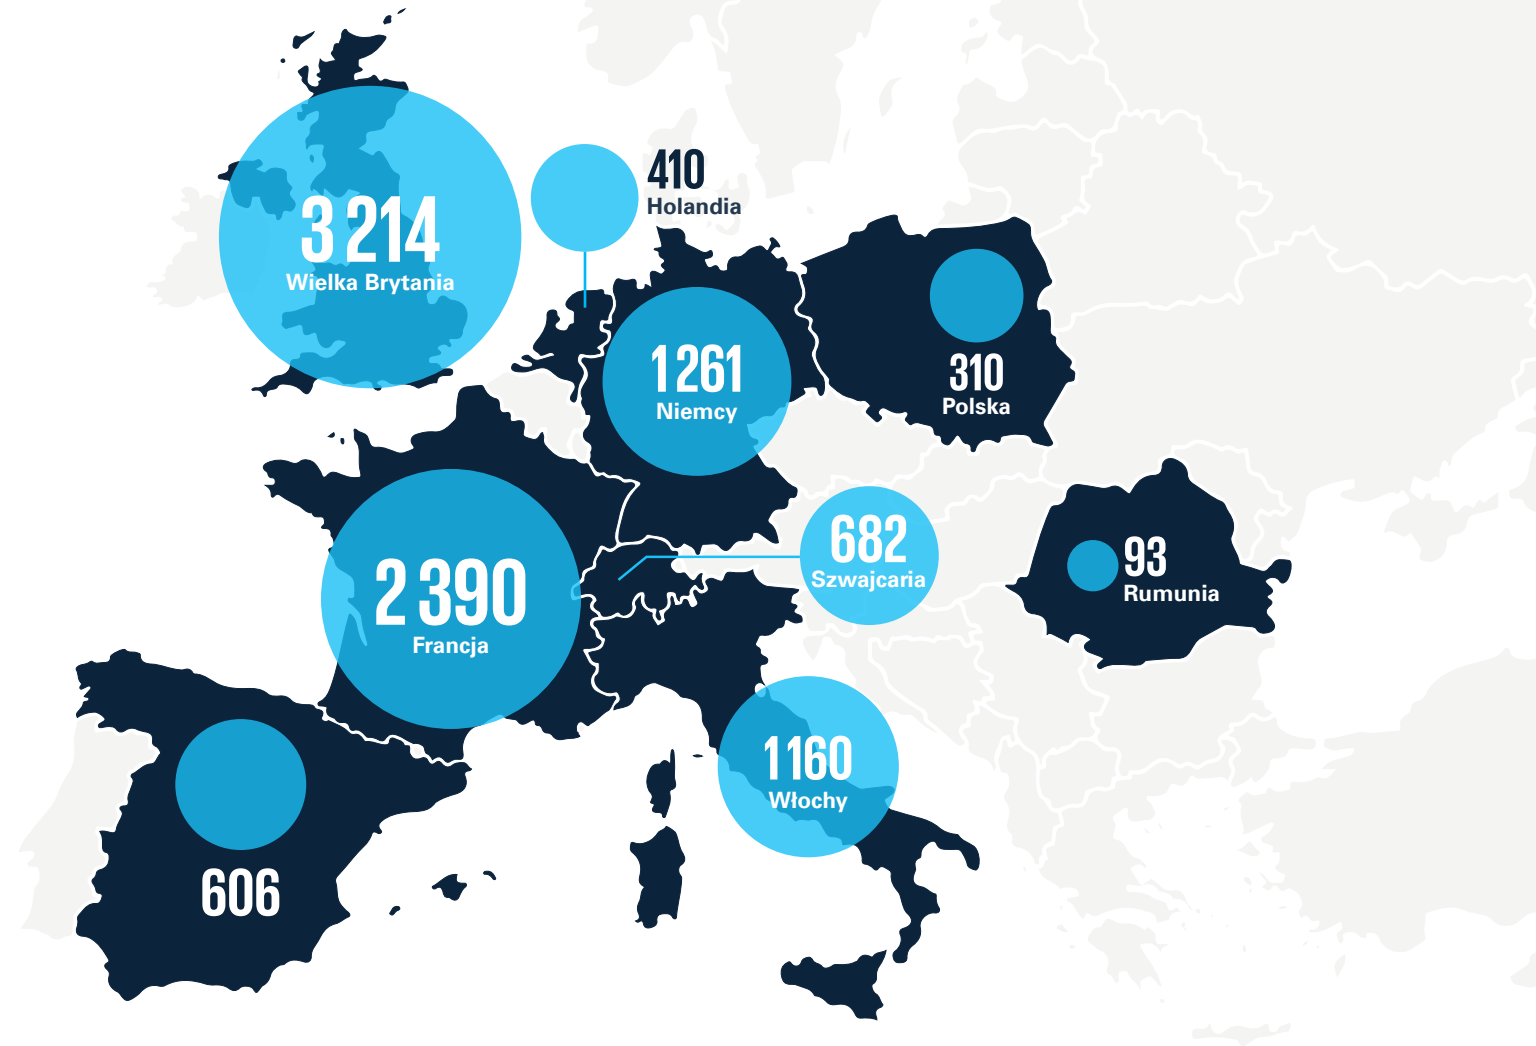 410
Holandia
3 214
Wielka Brytania
1 261
Niemcy
310
Polska
682
Szwajcaria
93
Rumunia
2 390
Francja
1 160
Włochy
606